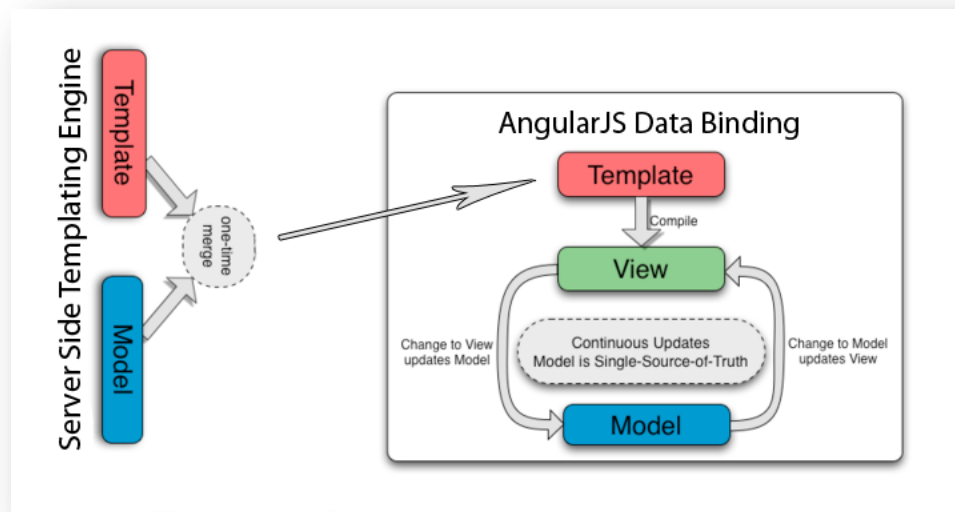 Server Side Templating Engine
Template
one-time
merge
Model
AngularJS Data Binding
Template
Compile
View
Change to View
updates Model
Continuous Updates
Model is Single-Source-of-Truth
Change to Model
updates View
Model